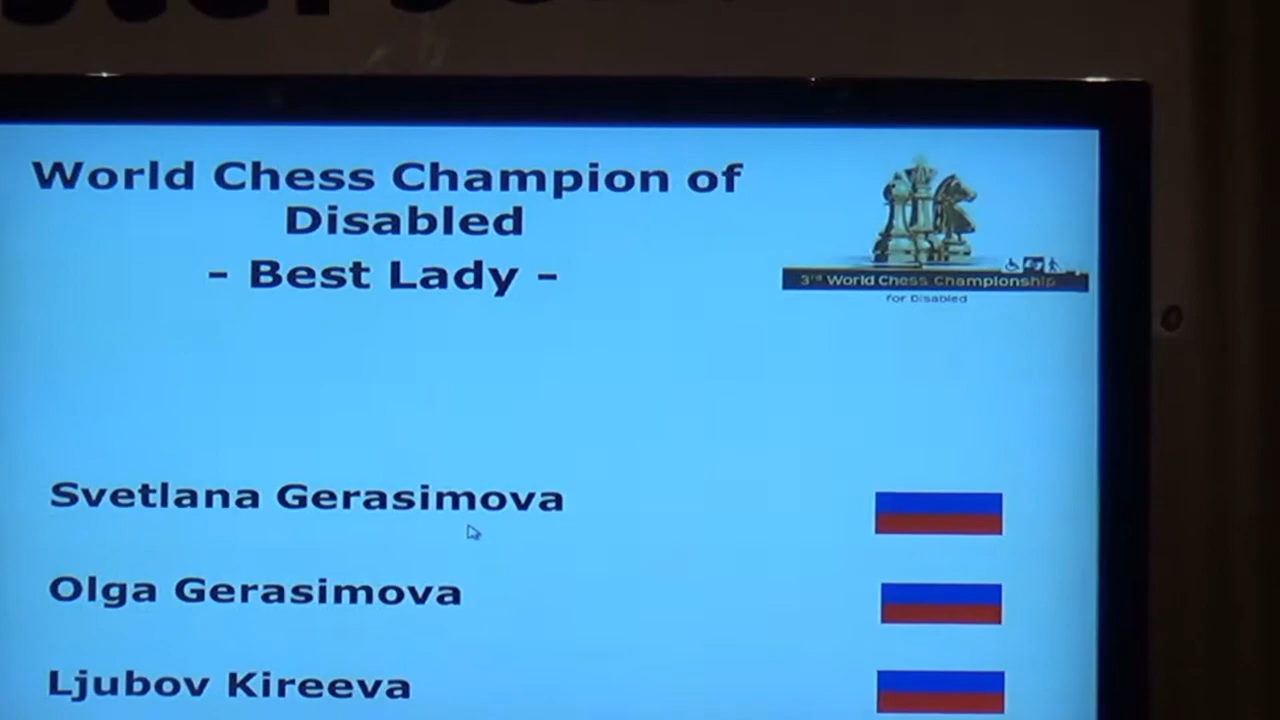 World Chess Champion of
Disabled
- Best Lady -
3rd World Chess Championship
for Disabled
Svetlana Gerasimova
Olga Gerasimova
Ljubov Kireeva